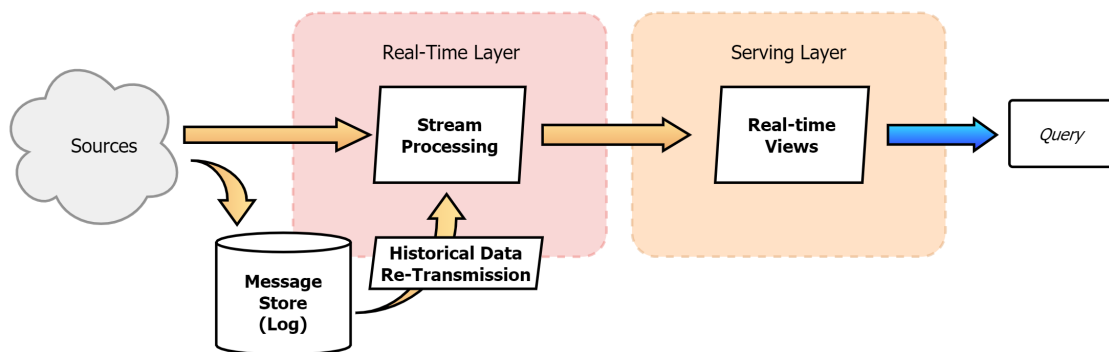 Real-Time Layer
Serving Layer
Sources
Stream
Processing
Real-time
Views
Query
Historical Data
Re-Transmission
Message
Store
(Log)